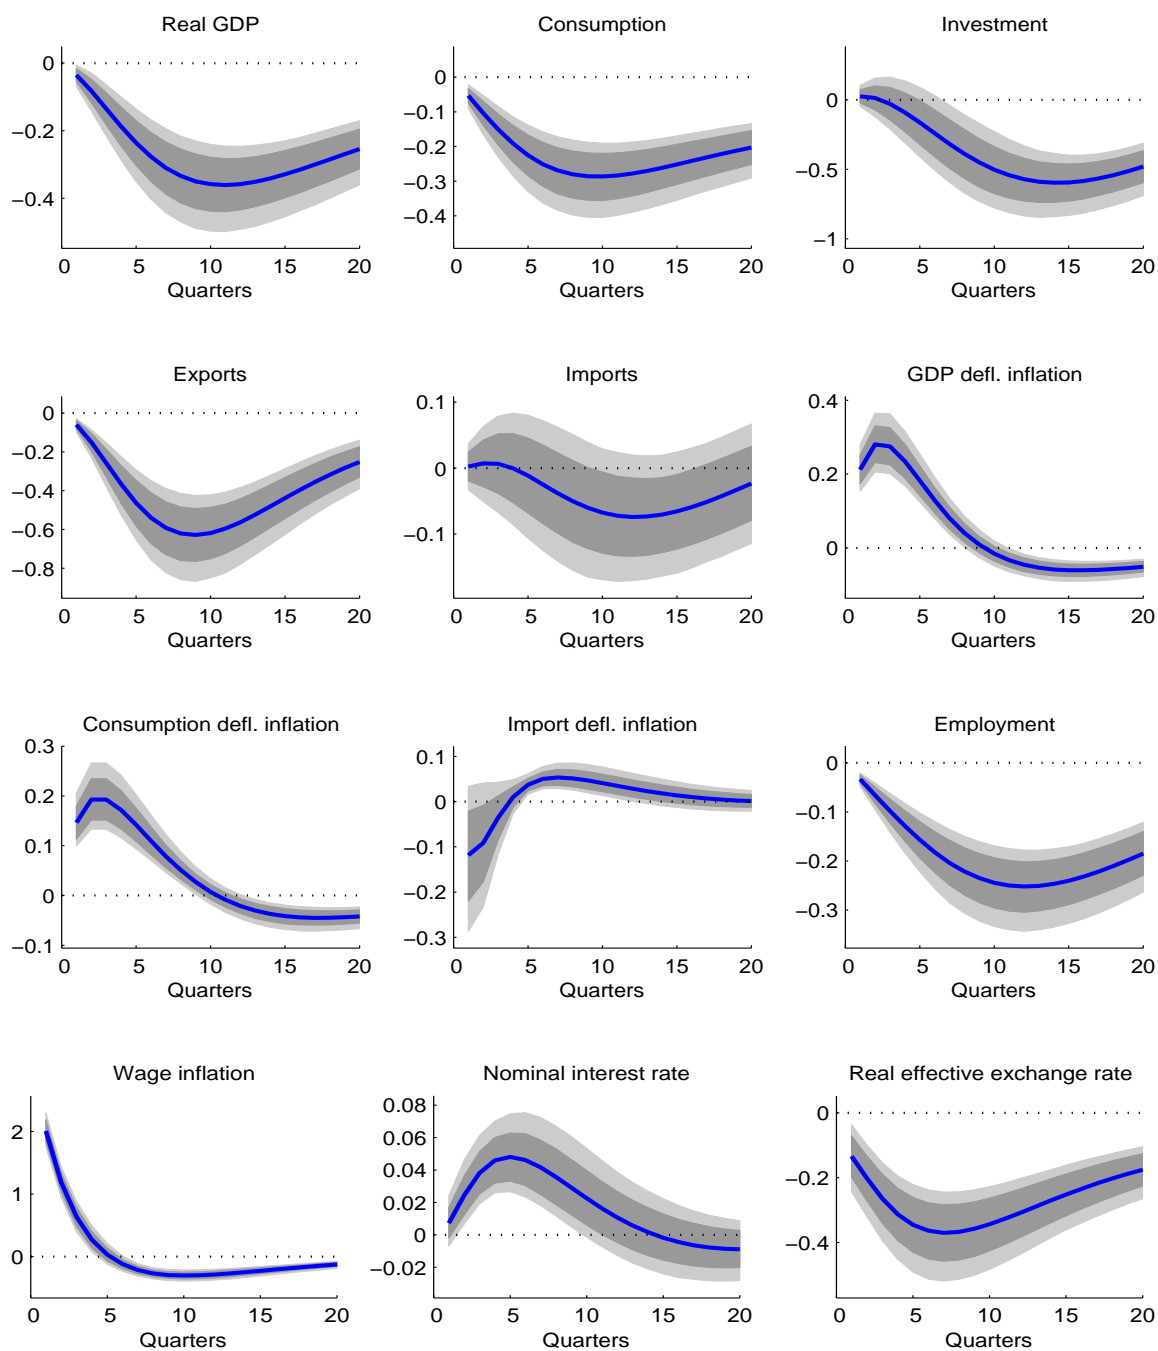 Real GDP
0
−0.2
−0.4
0 5 10 15 20
Quarters
Consumption
0
−0.1
−0.2
−0.3
−0.4
0 5 10 15 20
Quarters
Investment
0
−0.5
−1
0 5 10 15 20
Quarters
Exports
0
−0.2
−0.4
−0.6
−0.8
0 5 10 15 20
Quarters
Imports
0.1
0
−0.1
0 5 10 15 20
Quarters
GDP defl. inflation
0.4
0.2
0
0 5 10 15 20
Quarters
Consumption defl. inflation
0.3
0.2
0.1
0
−0.1
0 5 10 15 20
Quarters
Import defl. inflation
0.1
0
−0.1
−0.2
−0.3
0 5 10 15 20
Quarters
Employment
0
−0.1
−0.2
−0.3
0 5 10 15 20
Quarters
Wage inflation
2
1
0
0 5 10 15 20
Quarters
Nominal interest rate
0.08
0.06
0.04
0.02
0
−0.02
0 5 10 15 20
Quarters
Real effective exchange rate
0
−0.2
−0.4
0 5 10 15 20
Quarters